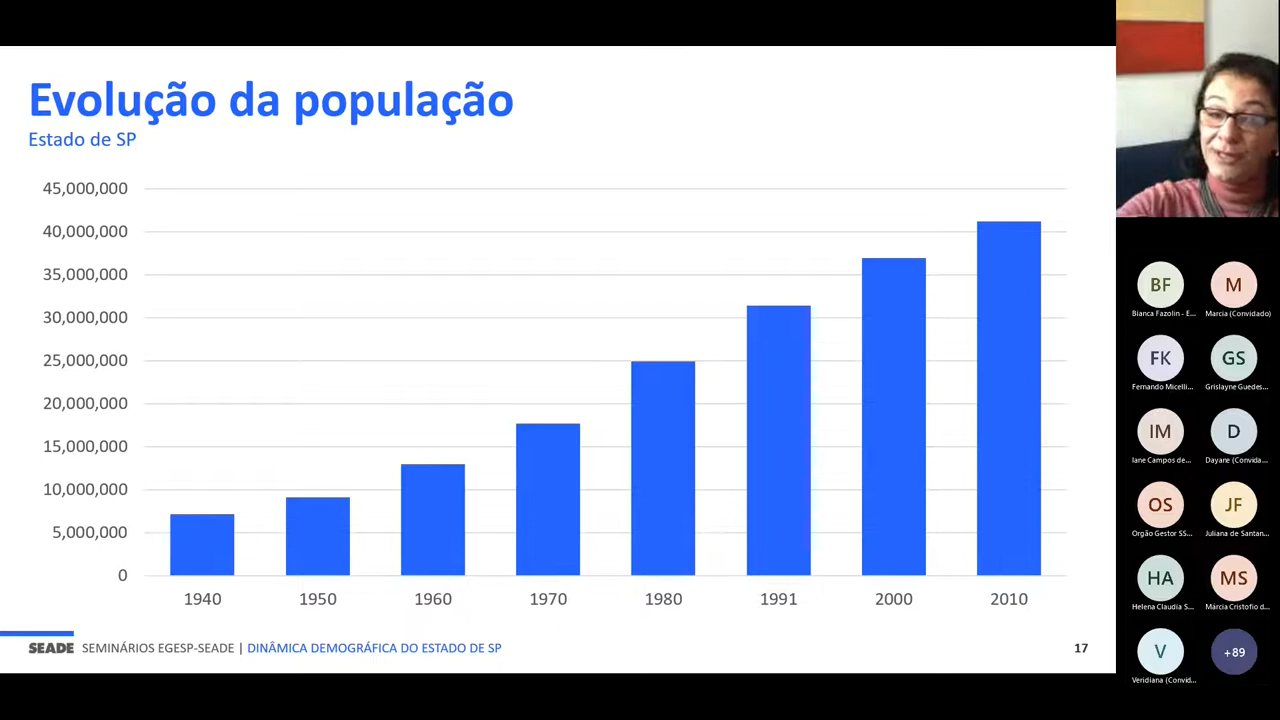 Evolução da população
Estado de SP
45,000,000
40,000,000
35,000,000
30,000,000
25,000,000
20,000,000
15,000,000
10,000,000
5,000,000
0
1940 1950 1960 1970 1980 1991 2000 2010
SEADE SEMINÁRIOS EGESP-SEADE | DINÂMICA DEMOGRÁFICA DO ESTADO DE SP 17
BF M
Bianca Fazolin - E... Marcia (Convidado)
FK GS
Fernando Micelli... Grislayne Guedes...
IM D
Iane Campos de... Dayane (Convida...
OS JF
Orgão Gestor SS... Juliana de Santan...
HA MS
Helena Claudia S... Márcia Cristofio d...
V +89
Veridiana (Convid...